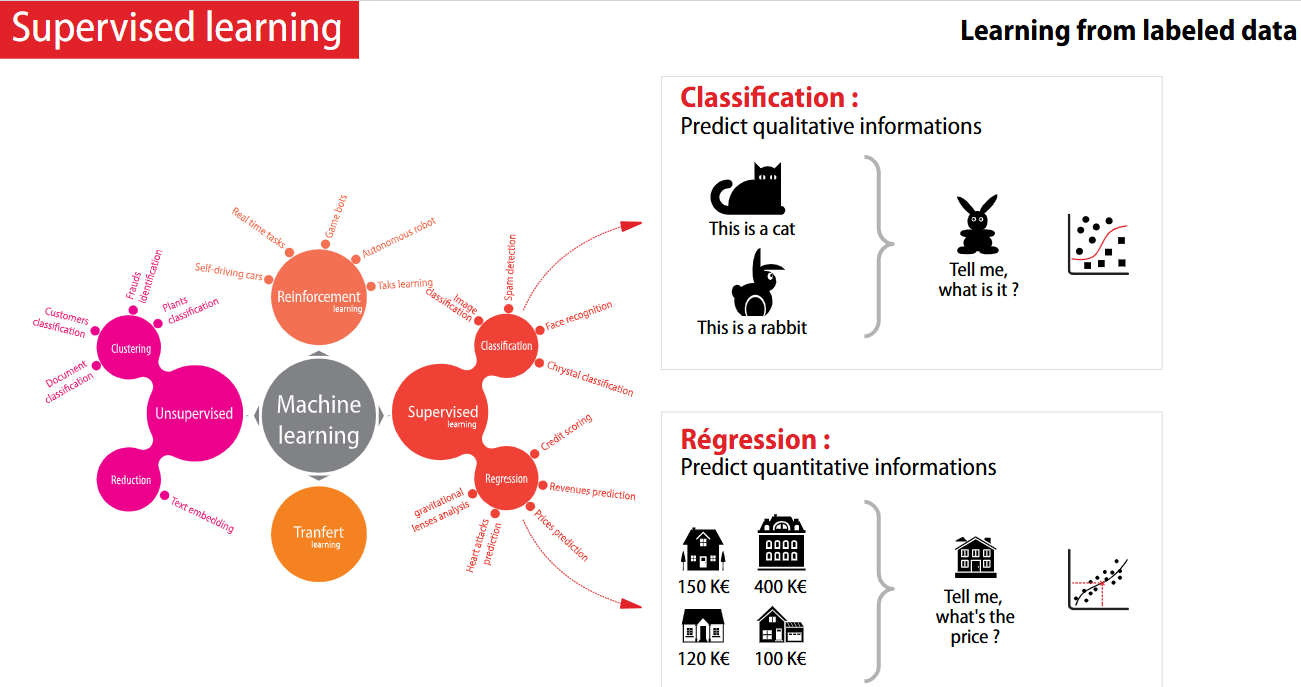 Supervised learning
Learning from labeled data
Classification :
Predict qualitative informations
This is a cat
This is a rabbit
Tell me,
what is it ?
Régression :
Predict quantitative informations
150 K€
400 K€
120 K€
100 K€
Tell me,
what's the
price ?
Machine
learning
Reinforcement
learning
Self-driving cars
Real time tasks
Game bots
Autonomous robot
Taks learning
Unsupervised
Clustering
Frauds
identification
Plants
classification
Customers
classification
Document
classification
Reduction
Text embedding
Supervised
learning
Classification
Image
classification
Spam detection
Face recognition
Chrystal classification
Regression
Credit scoring
Revenues prediction
Prices prediction
Heart attacks
prediction
gravitational
lenses analysis
Tranfert
learning